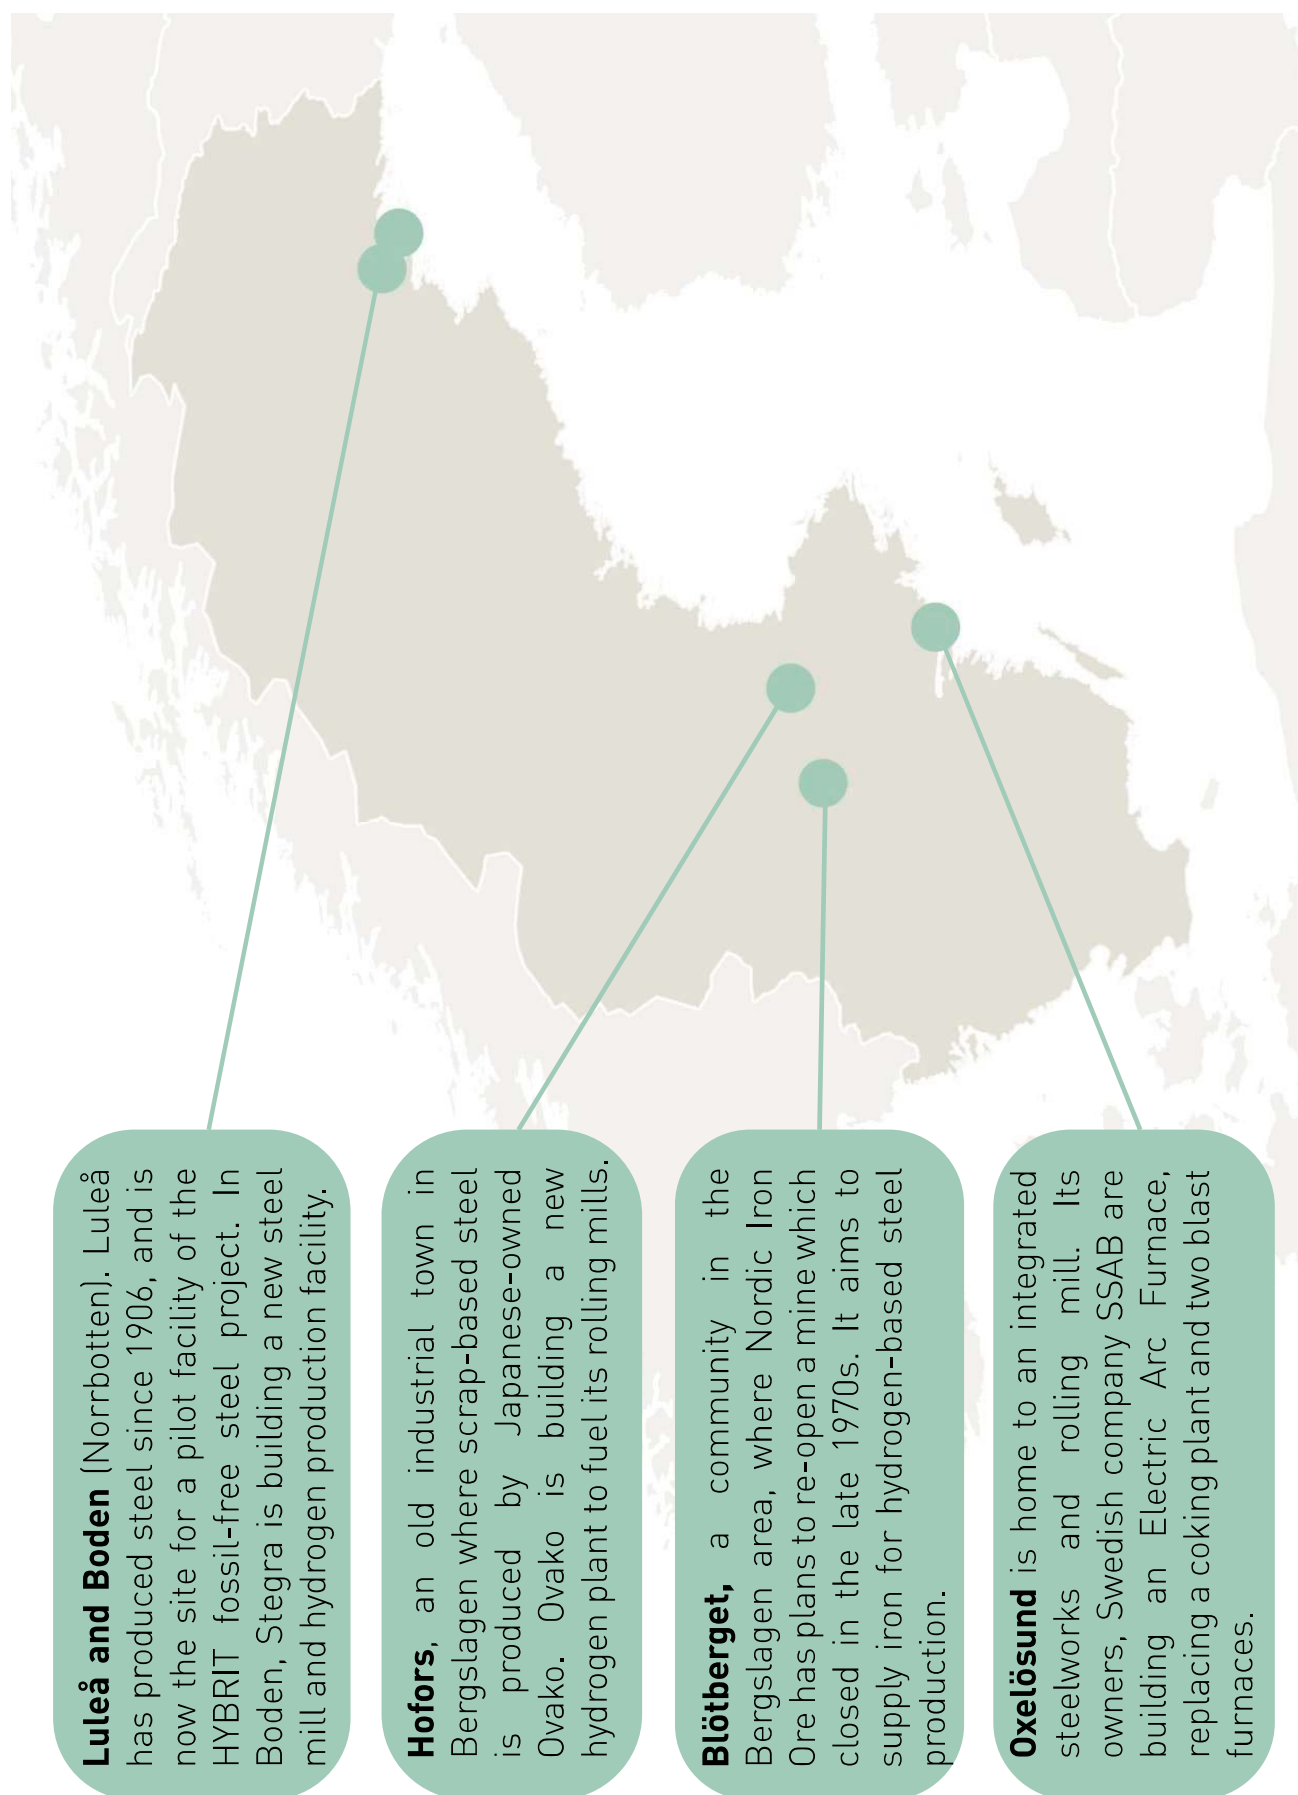 Luleå and Boden (Norrbotten). Luleå
has produced steel since 1906, and is
now the site for a pilot facility of the
HYBRIT fossil-free steel project. In
Boden, Stegra is building a new steel
mill and hydrogen production facility.
Hofors, an old industrial town in
Bergslagen where scrap-based steel
is produced by Japanese-owned
Ovako. Ovako is building a new
hydrogen plant to fuel its rolling mills.
Blötberget, a community in the
Bergslagen area, where Nordic Iron
Ore has plans to re-open a mine which
closed in the late 1970s. It aims to
supply iron for hydrogen-based steel
production.
Oxelösund is home to an integrated
steelworks and rolling mill. Its
owners, Swedish company SSAB are
building an Electric Arc Furnace,
replacing a coking plant and two blast
furnaces.